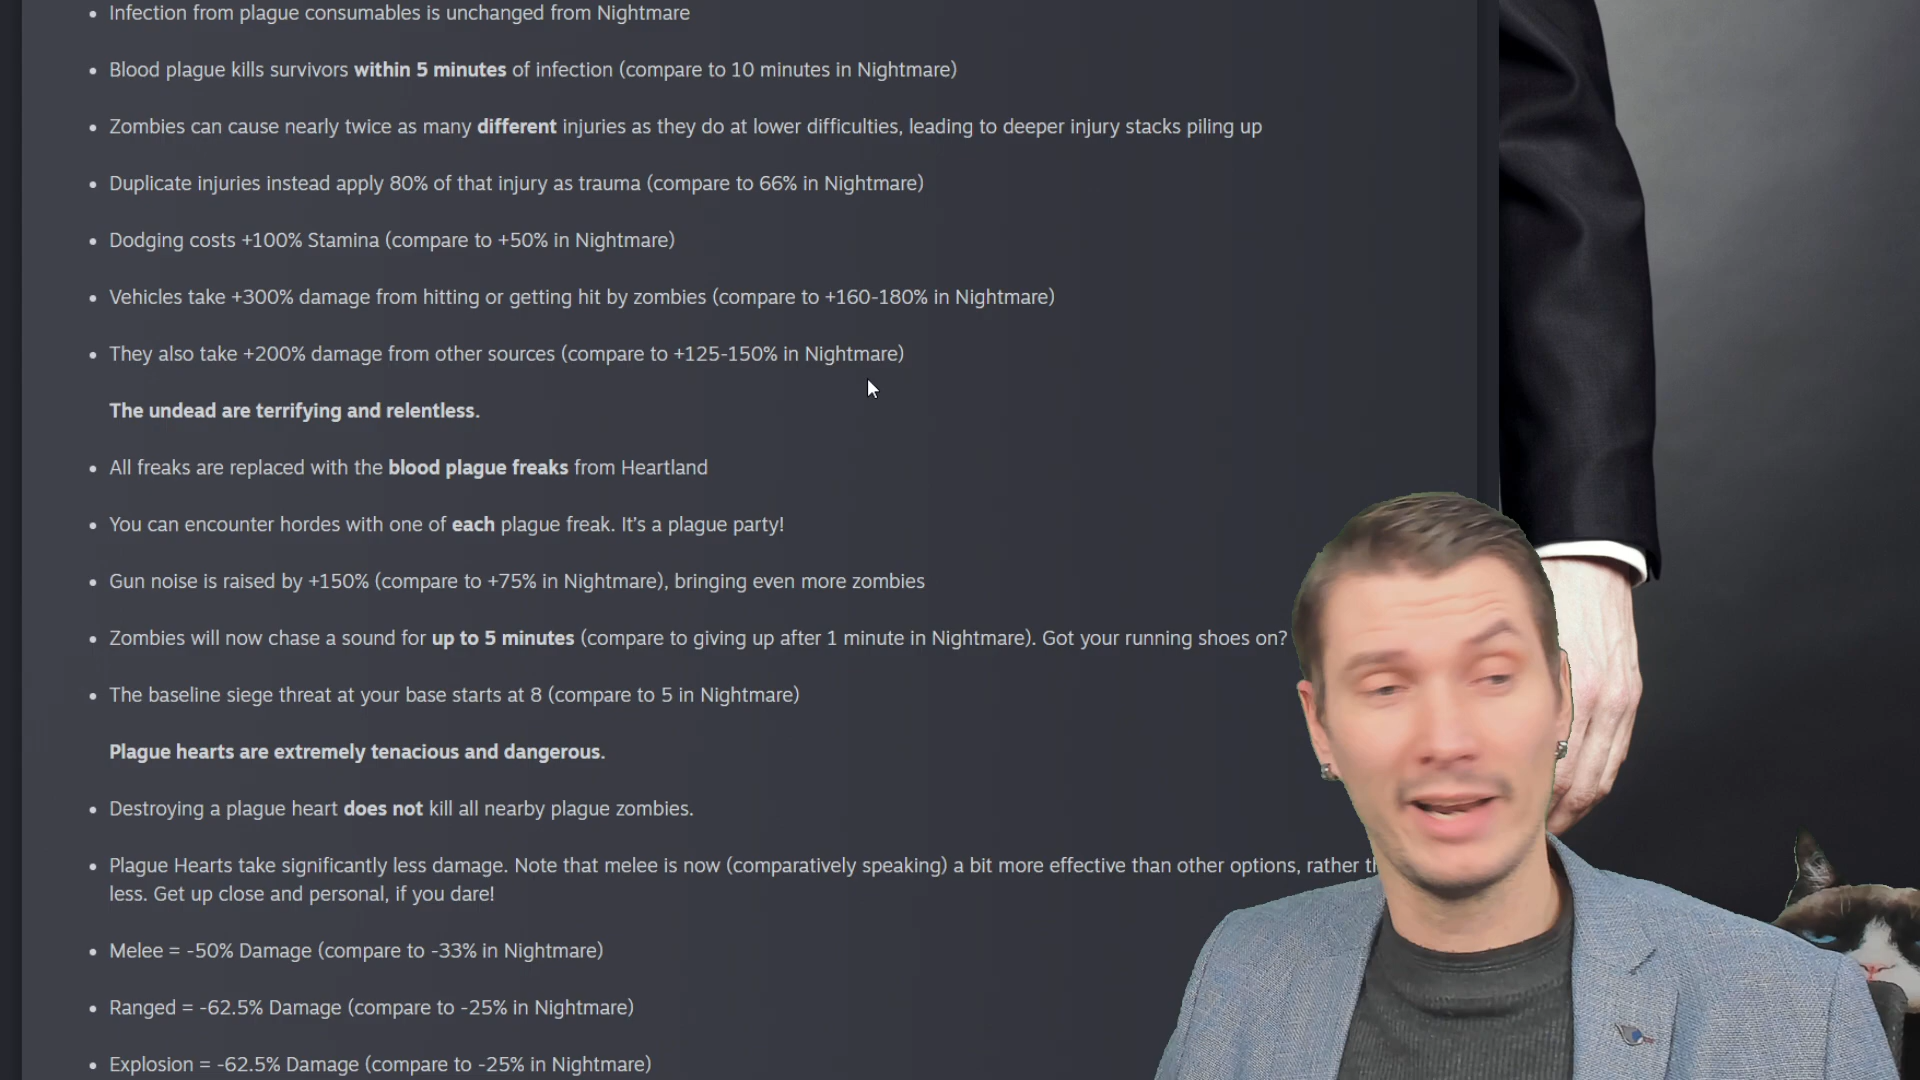 • Infection from plague consumables is unchanged from Nightmare
• Blood plague kills survivors within 5 minutes of infection (compare to 10 minutes in Nightmare)
• Zombies can cause nearly twice as many different injuries as they do at lower difficulties, leading to deeper injury stacks piling up
• Duplicate injuries instead apply 80% of that injury as trauma (compare to 66% in Nightmare)
• Dodging costs +100% Stamina (compare to +50% in Nightmare)
• Vehicles take +300% damage from hitting or getting hit by zombies (compare to +160-180% in Nightmare)
• They also take +200% damage from other sources (compare to +125-150% in Nightmare)
The undead are terrifying and relentless.
• All freaks are replaced with the blood plague freaks from Heartland
• You can encounter hordes with one of each plague freak. It’s a plague party!
• Gun noise is raised by +150% (compare to +75% in Nightmare), bringing even more zombies
• Zombies will now chase a sound for up to 5 minutes (compare to giving up after 1 minute in Nightmare). Got your running shoes on?
• The baseline siege threat at your base starts at 8 (compare to 5 in Nightmare)
Plague hearts are extremely tenacious and dangerous.
• Destroying a plague heart does not kill all nearby plague zombies.
• Plague Hearts take significantly less damage. Note that melee is now (comparatively speaking) a bit more effective than other options, rather
less. Get up close and personal, if you dare!
• Melee = -50% Damage (compare to -33% in Nightmare)
• Ranged = -62.5% Damage (compare to -25% in Nightmare)
• Explosion = -62.5% Damage (compare to -25% in Nightmare)